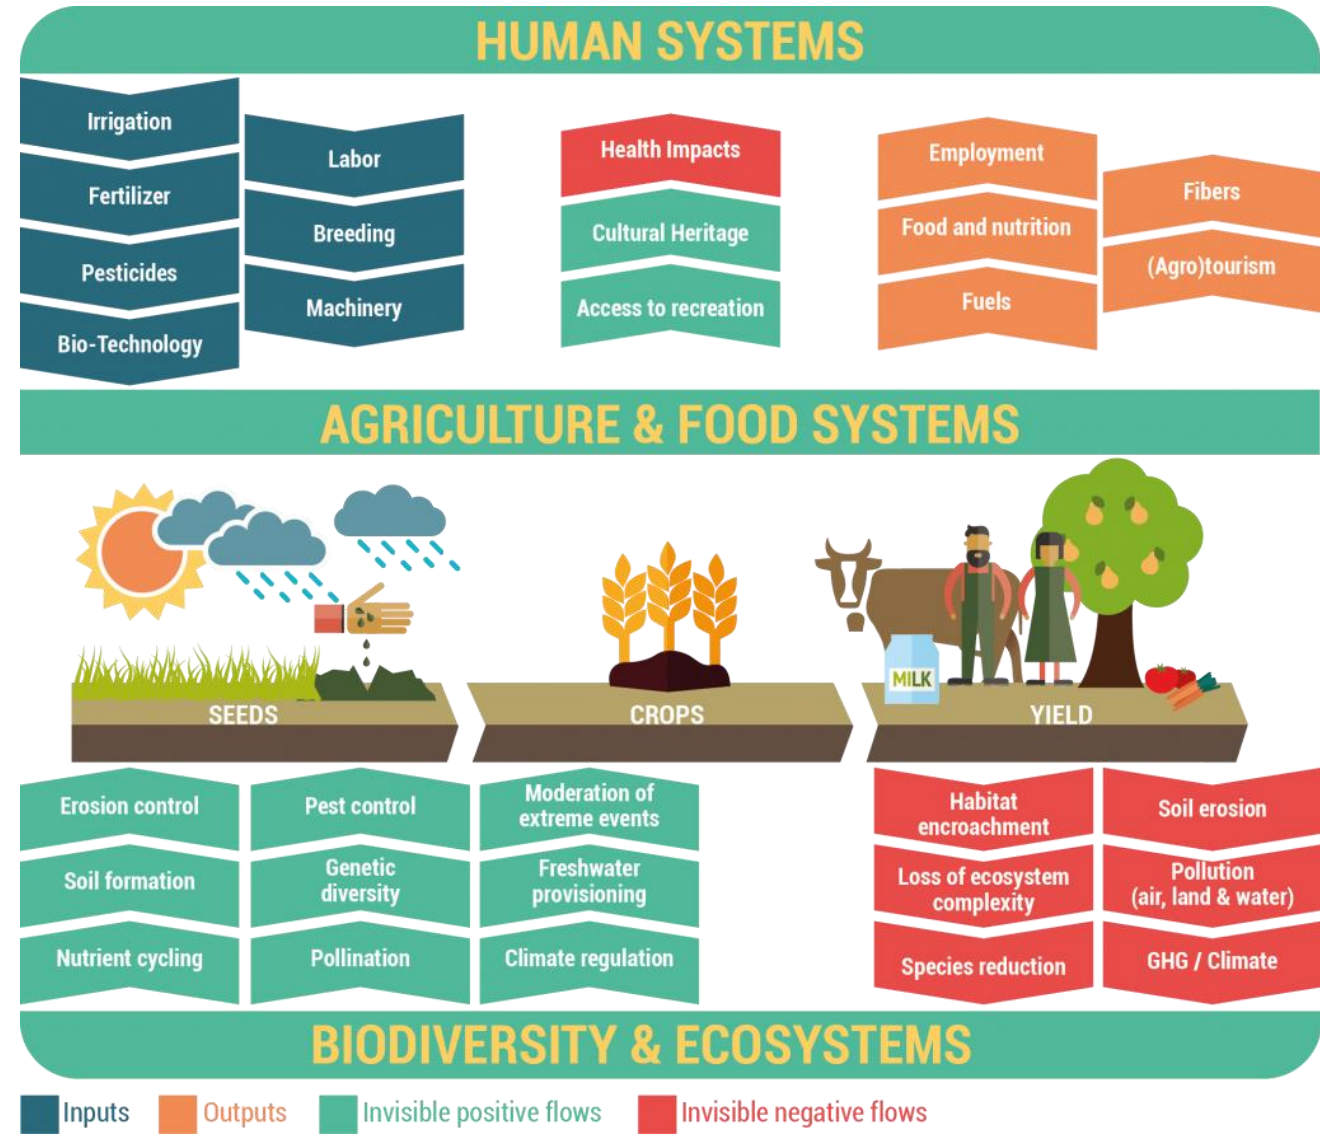 HUMAN SYSTEMS
Irrigation
Fertilizer
Pesticides
Bio-Technology
Labor
Breeding
Machinery
Health Impacts
Cultural Heritage
Access to recreation
Employment
Food and nutrition
Fuels
Fibers
(Agro)tourism
AGRICULTURE & FOOD SYSTEMS
MILK
SEEDS
CROPS
YIELD
Erosion control
Soil formation
Nutrient cycling
Pest control
Genetic
diversity
Pollination
Moderation of
extreme events
Freshwater
provisioning
Climate regulation
Habitat
encroachment
Loss of ecosystem
complexity
Species reduction
Soil erosion
Pollution
(air, land & water)
GHG / Climate
BIODIVERSITY & ECOSYSTEMS
Inputs
Outputs
Invisible positive flows
Invisible negative flows